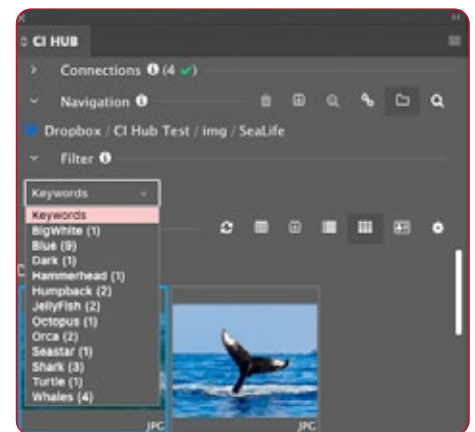 CI HUB
Connections (4 ✓)
Navigation
Dropbox / CI Hub Test / img / SeaLife
Filter
Keywords
Keywords
BigWhite (1)
Blue (9)
Dark (1)
Hammerhead (1)
Humpback (2)
JellyFish (2)
Octopus (1)
Orca (2)
Seastar (1)
Shark (3)
Turtle (1)
Whales (4)
JPG
JPG